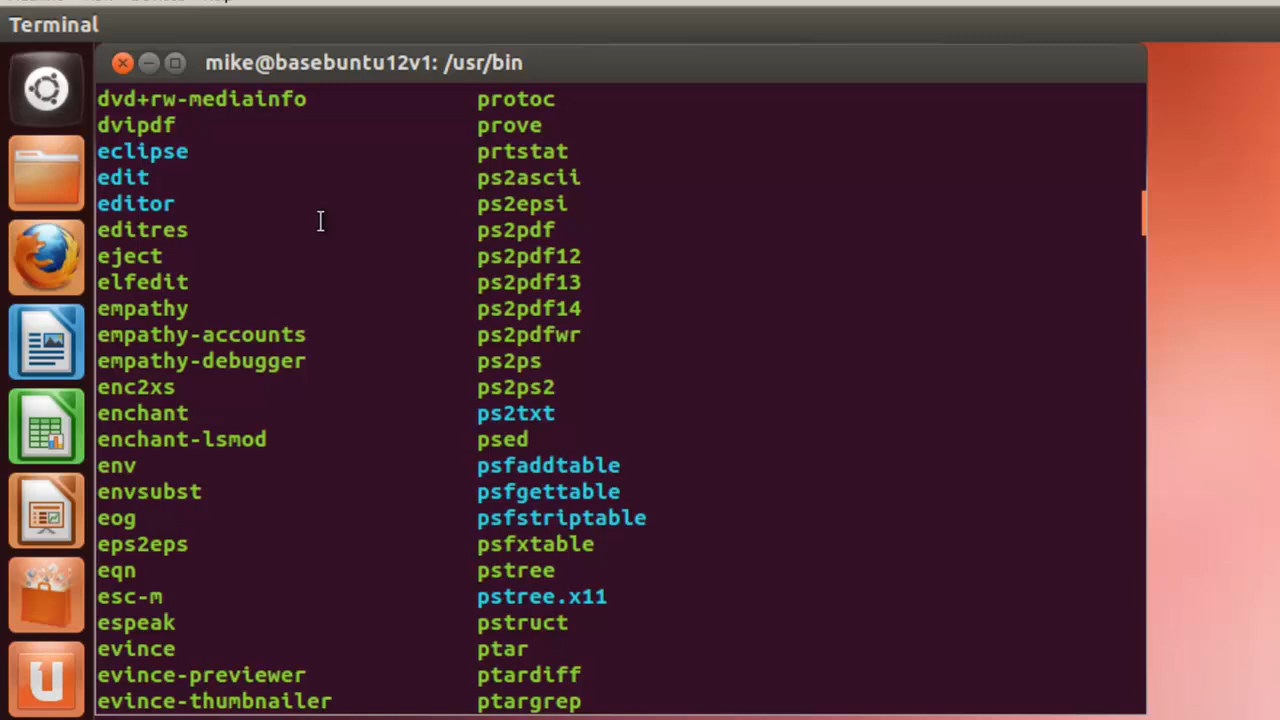 Terminal
mike@basebuntu12v1: /usr/bin
dvd+rw-mediainfo protoc
dvipdf prove
eclipse prtstat
edit ps2ascii
editor ps2epsi
editres ps2pdf
eject ps2pdf12
elfedit ps2pdf13
empathy ps2pdf14
empathy-accounts ps2pdfwr
empathy-debugger ps2ps
enc2xs ps2ps2
enchant ps2txt
enchant-lsmod psed
env psfaddtable
envsubst psfgettable
eog psfstriptable
eps2eps psfxtable
eqn pstree
esc-m pstree.x11
espeak pstruct
evince ptar
evince-previewer ptardiff
evince-thumbnailer ptargrep